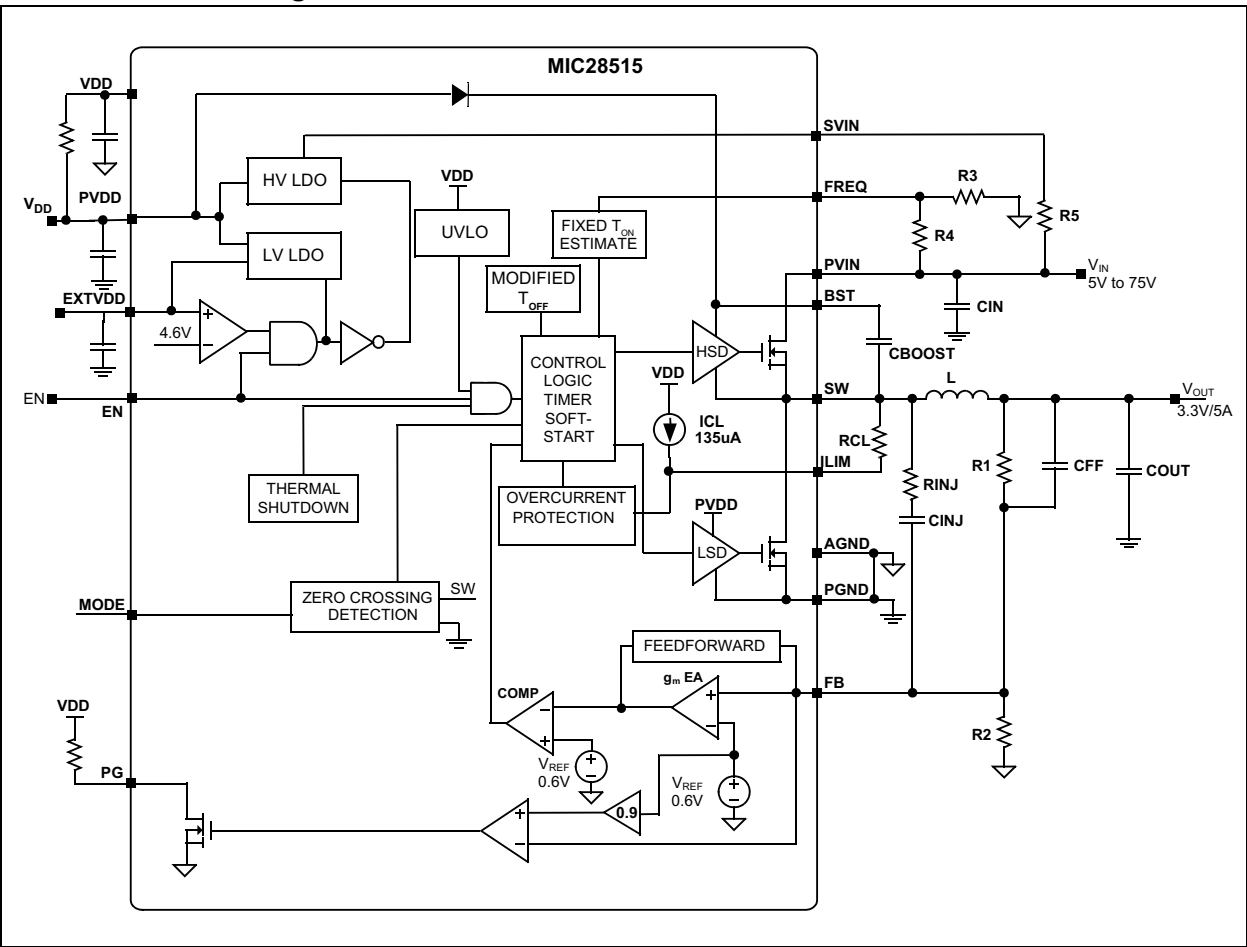 MIC28515
VDD
SVIN
HV LDO
VDD
FREQ
R3
V_DD
PVDD
UVLO
FIXED T_ON
ESTIMATE
R4
R5
LV LDO
MODIFIED
T_OFF
PVIN
V_IN
5V to 75V
EXTVDD
BST
CIN
4.6V
CONTROL
LOGIC
TIMER
SOFT-
START
HSD
CBOOST
VDD
L
EN
EN
SW
V_OUT
3.3V/5A
ICL
135uA
RCL
ILIM
R1
CFF
COUT
THERMAL
SHUTDOWN
OVERCURRENT
PROTECTION
RINJ
PVDD
CINJ
LSD
AGND
MODE
ZERO CROSSING
DETECTION
SW
PGND
FEEDFORWARD
g_m EA
COMP
FB
VDD
R2
V_REF
0.6V
V_REF
0.6V
PG
0.9